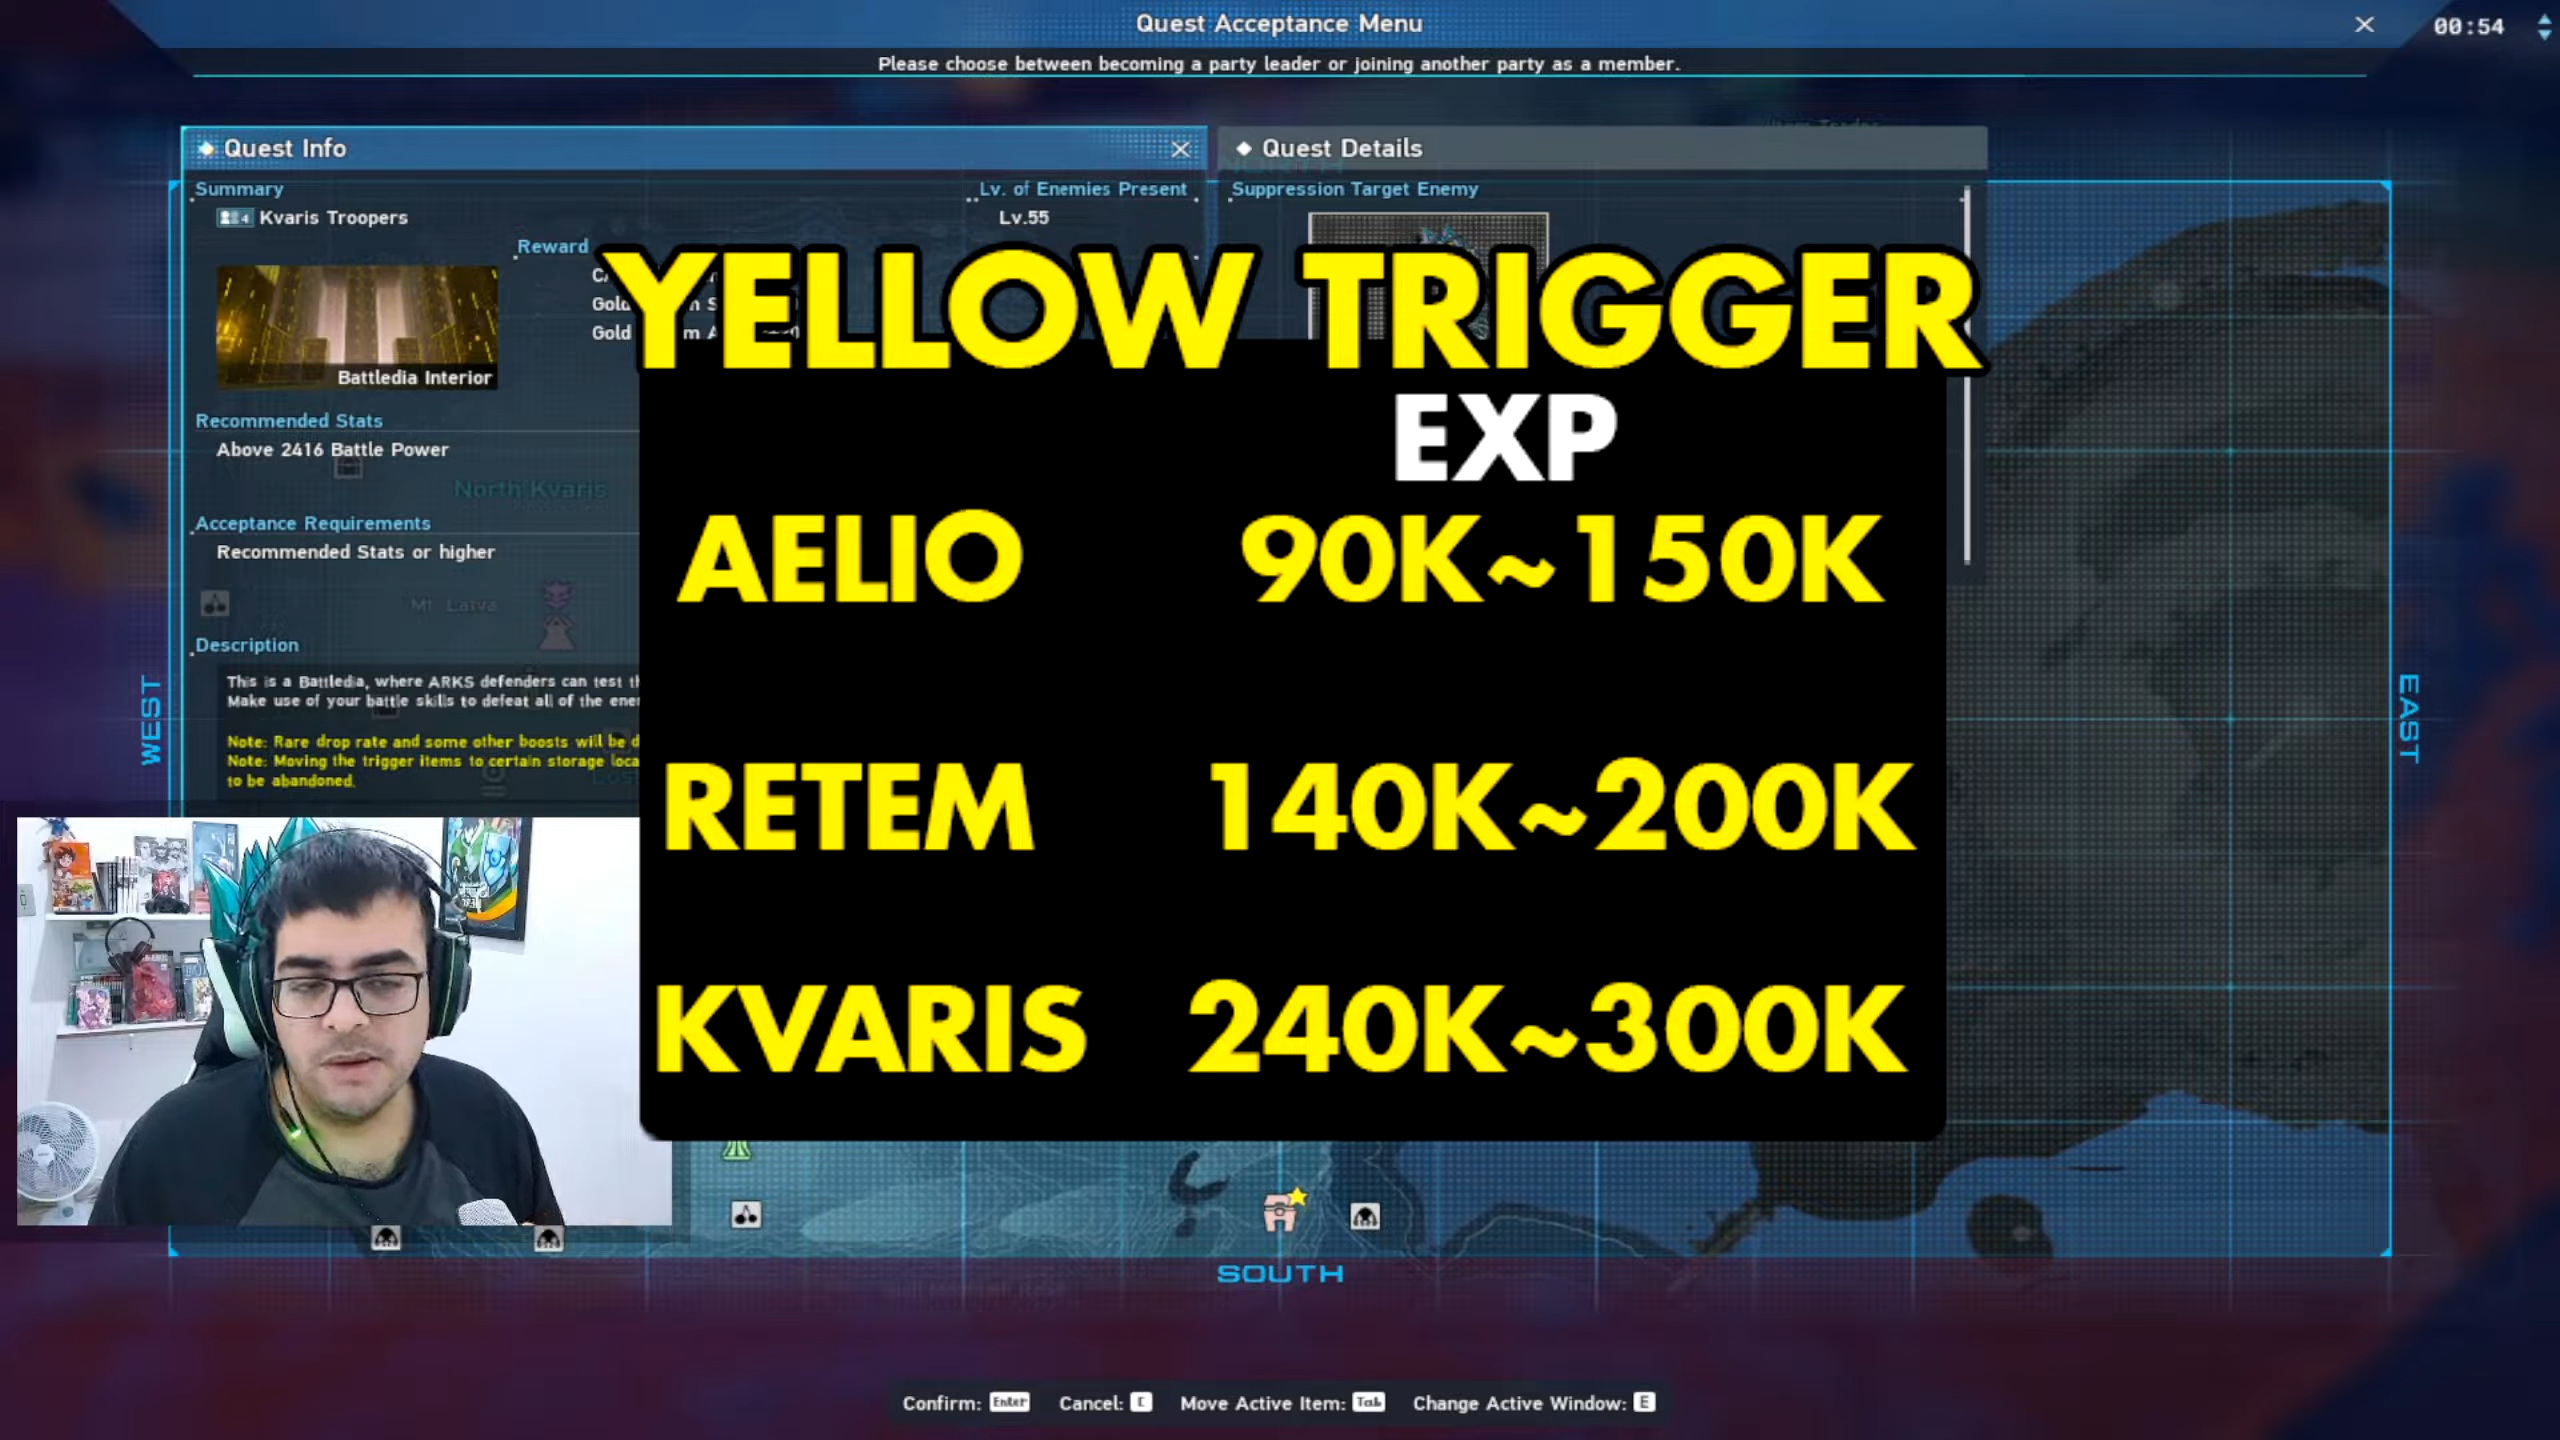 Quest Acceptance Menu
00:54
Please choose between becoming a party leader or joining another party as a member.
Quest Info
Quest Details
Summary
Lv. of Enemies Present
Kvaris Troopers
Lv.55
Suppression Target Enemy
Reward
Gold
Gold
Battledia Interior
YELLOW TRIGGER
EXP
AELIO 90K~150K
RETEM 140K~200K
KVARIS 240K~300K
Recommended Stats
Above 2416 Battle Power
North Kvaris
Acceptance Requirements
Recommended Stats or higher
Mt. Latva
Description
This is a Battledia, where ARKS defenders can test
Make use of your battle skills to defeat all of the
Note: Rare drop rate and some other boosts will be
Note: Moving the trigger items to certain storage
to be abandoned.
WEST
EAST
SOUTH
Confirm: Enter Cancel: Move Active Item: Tab Change Active Window: E